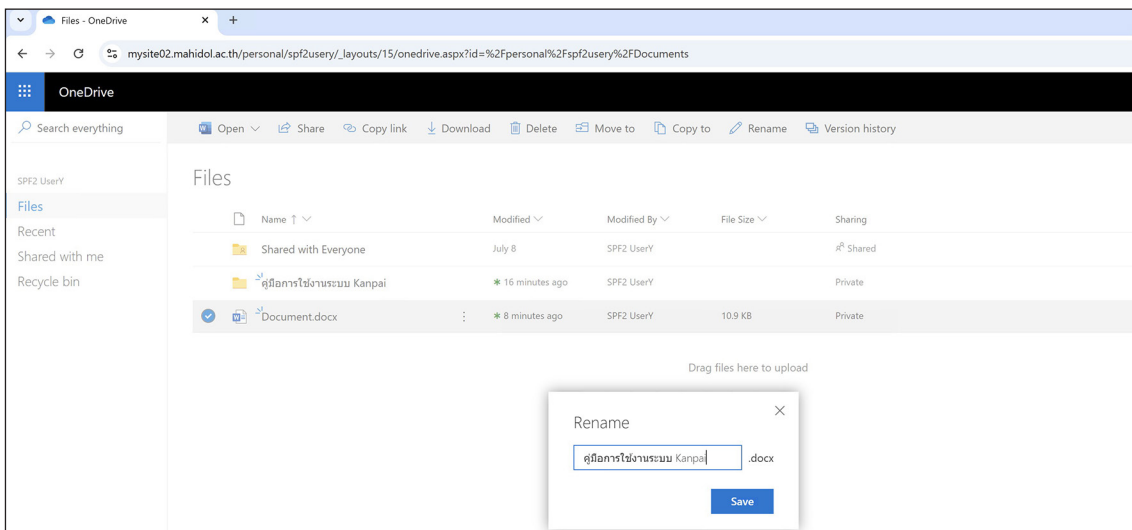 Files - OneDrive
mysite02.mahidol.ac.th/personal/spf2usery/_layouts/15/onedrive.aspx?id=%2Fpersonal%2Fspf2usery%2FDocuments
OneDrive
Search everything
Open Share Copy link Download Delete Move to Copy to Rename Version history
SPF2 UserY
Files
Recent
Shared with me
Recycle bin
Files
Name Modified Modified By File Size Sharing
Shared with Everyone July 8 SPF2 UserY Shared
คู่มือการใช้งานระบบ Kanpai 16 minutes ago SPF2 UserY Private
Document.docx 8 minutes ago SPF2 UserY 10.9 KB Private
Drag files here to upload
Rename
คู่มือการใช้งานระบบ Kanpai .docx
Save